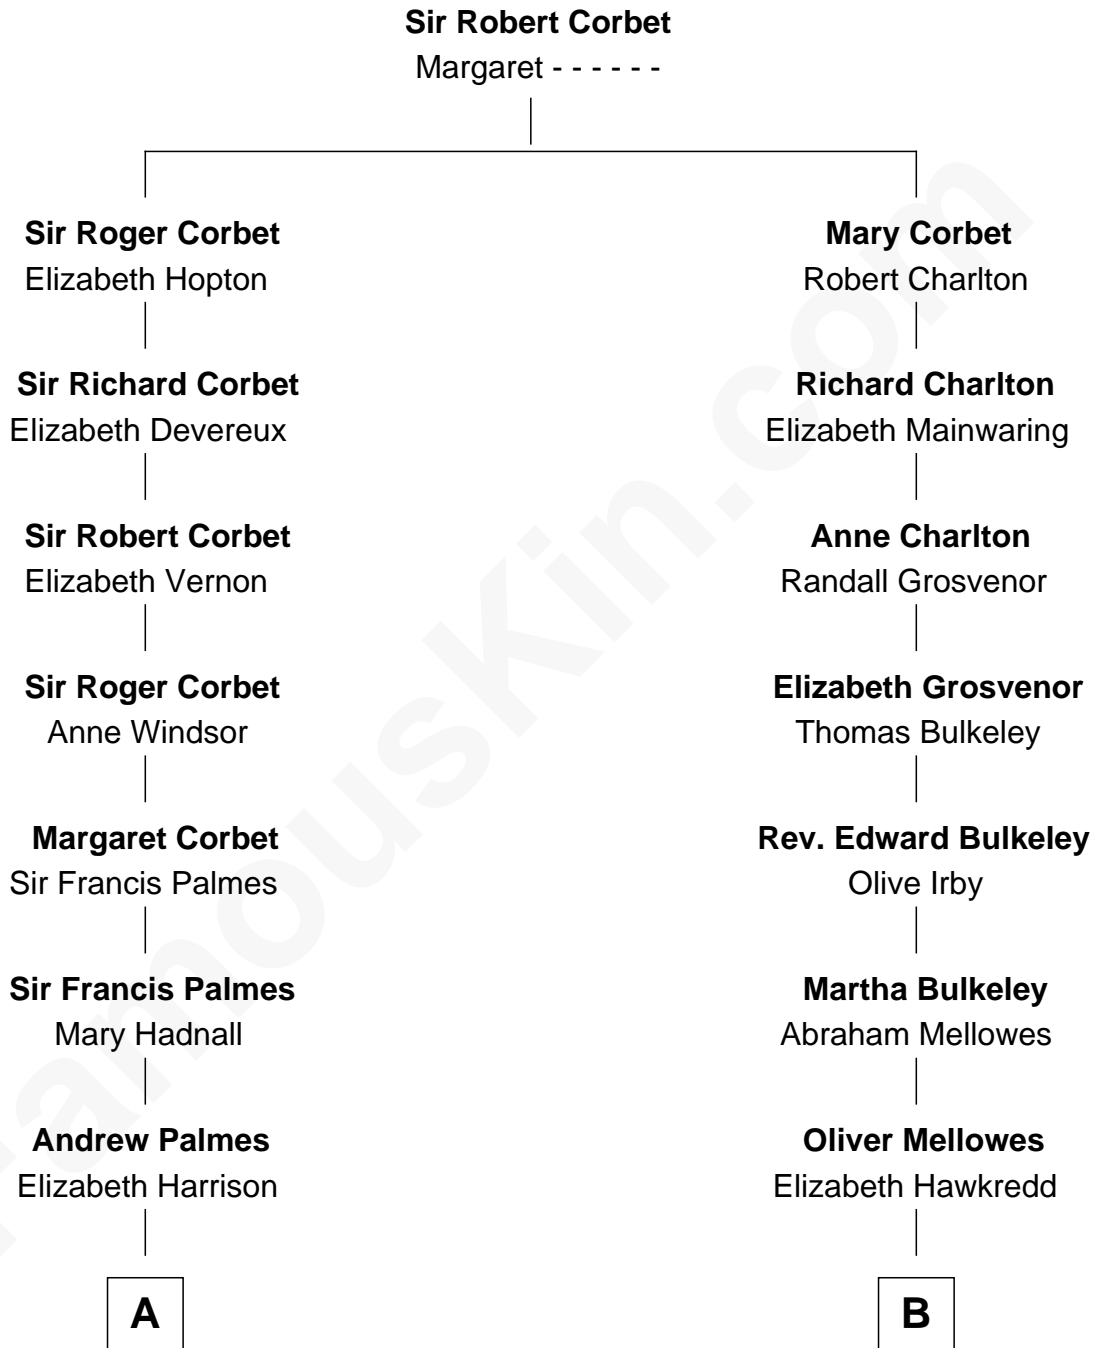 Sir Robert Corbet
Margaret - - - - - -
Sir Roger Corbet
Elizabeth Hopton
Sir Richard Corbet
Elizabeth Devereux
Sir Robert Corbet
Elizabeth Vernon
Sir Roger Corbet
Anne Windsor
Margaret Corbet
Sir Francis Palmes
Sir Francis Palmes
Mary Hadnall
Andrew Palmes
Elizabeth Harrison
A
Mary Corbet
Robert Charlton
Richard Charlton
Elizabeth Mainwaring
Anne Charlton
Randall Grosvenor
Elizabeth Grosvenor
Thomas Bulkeley
Rev. Edward Bulkeley
Olive Irby
Martha Bulkeley
Abraham Mellowes
Oliver Mellowes
Elizabeth Hawkredd
B
FamousKin.com